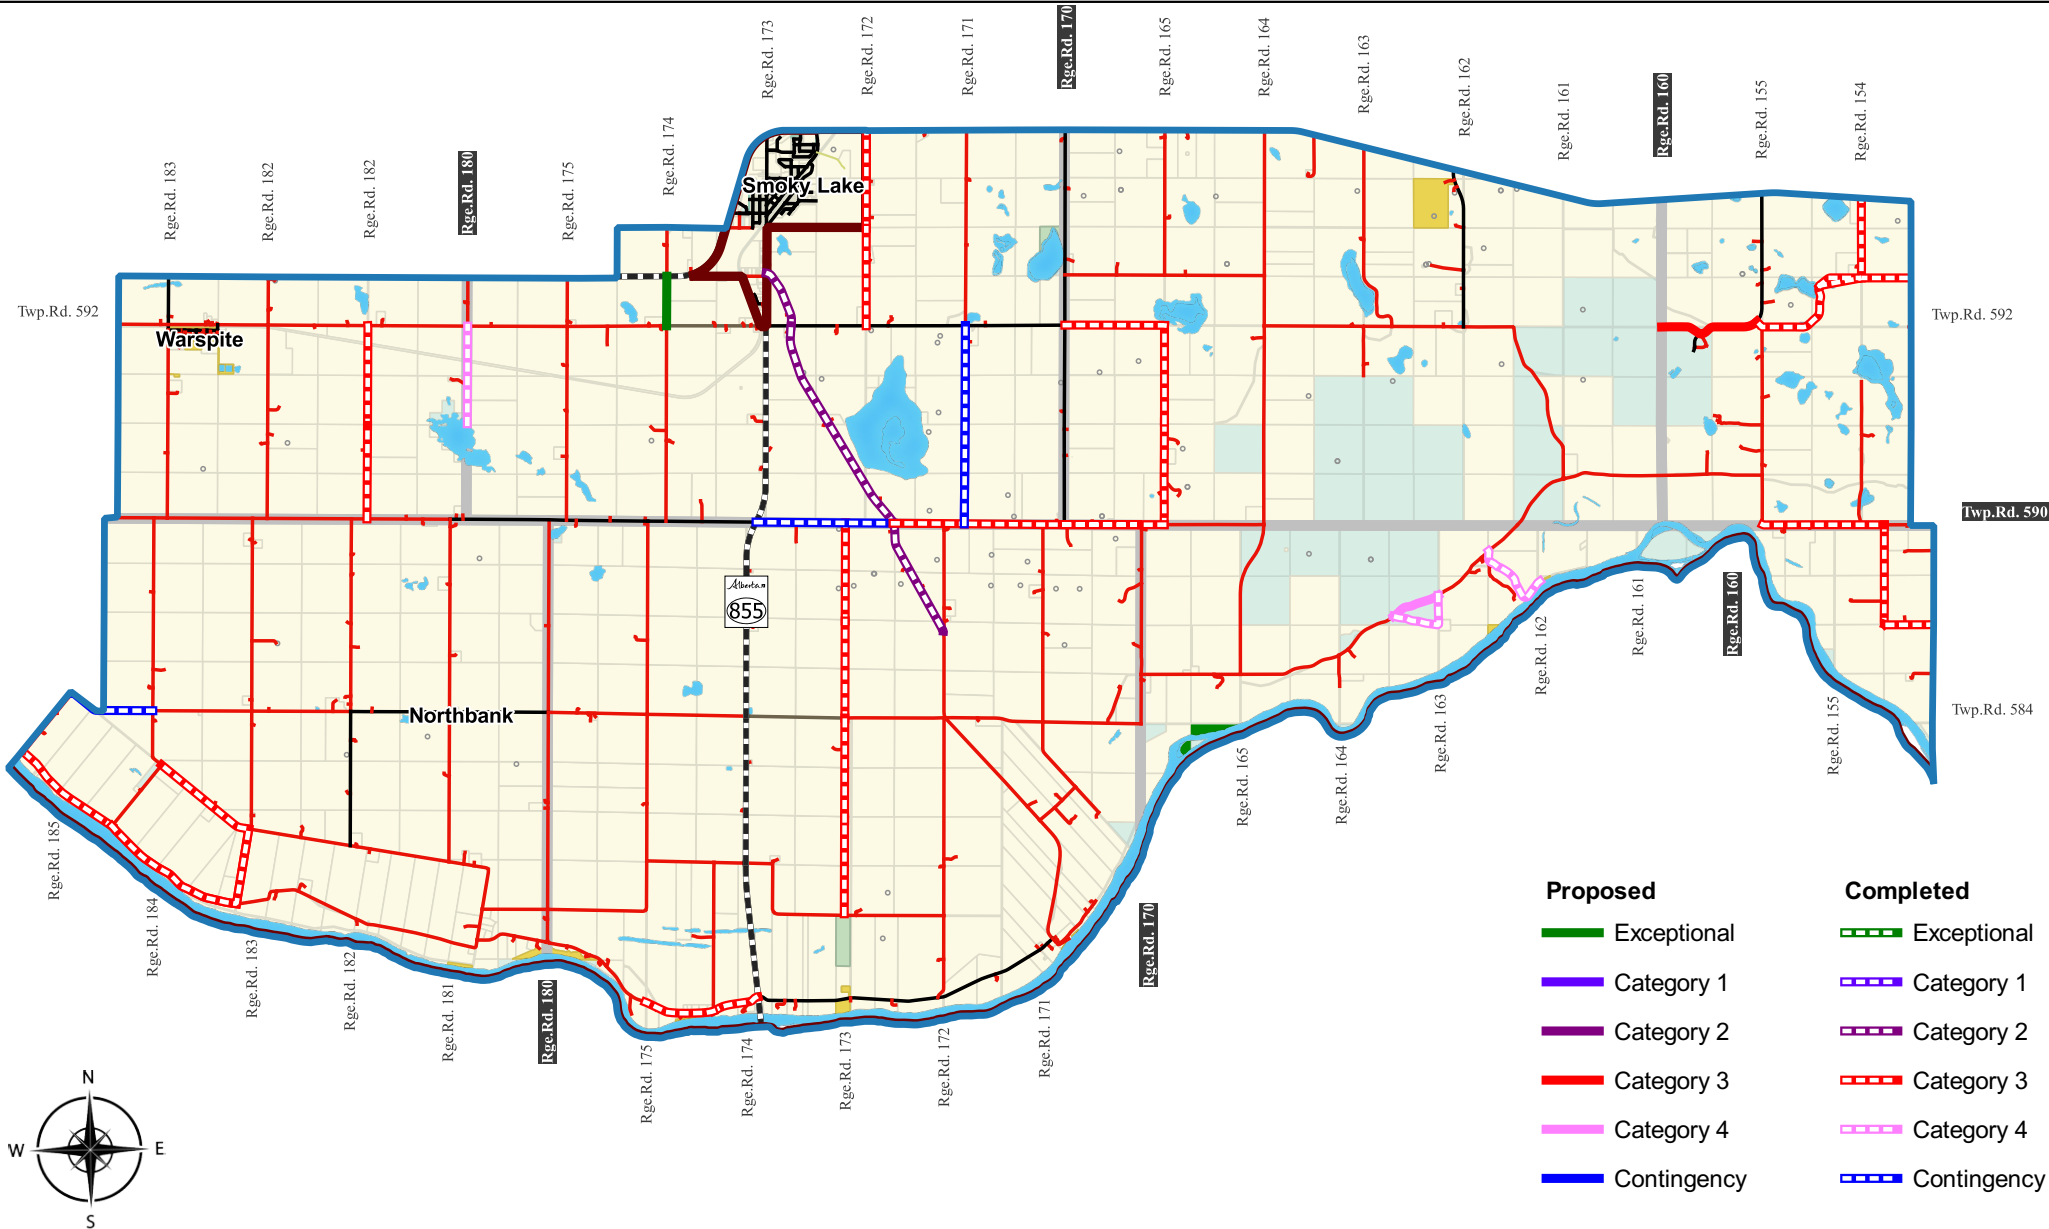 Rge.Rd. 173
Rge.Rd. 172
Rge.Rd. 171
Rge.Rd. 170
Rge.Rd. 165
Rge.Rd. 164
Rge.Rd. 163
Rge.Rd. 162
Rge.Rd. 161
Rge.Rd. 160
Rge.Rd. 155
Rge.Rd. 154
Rge.Rd. 183
Rge.Rd. 182
Rge.Rd. 182
Rge.Rd. 180
Rge.Rd. 175
Rge.Rd. 174
Smoky Lake
Twp.Rd. 592
Twp.Rd. 592
Warspite
Twp.Rd. 590
Alberta
855
Northbank
Twp.Rd. 584
Rge.Rd. 185
Rge.Rd. 184
Rge.Rd. 183
Rge.Rd. 182
Rge.Rd. 181
Rge.Rd. 180
Rge.Rd. 175
Rge.Rd. 174
Rge.Rd. 173
Rge.Rd. 172
Rge.Rd. 171
Rge.Rd. 170
Rge.Rd. 165
Rge.Rd. 164
Rge.Rd. 163
Rge.Rd. 162
Rge.Rd. 161
Rge.Rd. 160
Rge.Rd. 155
Proposed
Exceptional
Category 1
Category 2
Category 3
Category 4
Contingency
Completed
Exceptional
Category 1
Category 2
Category 3
Category 4
Contingency
N
W
E
S